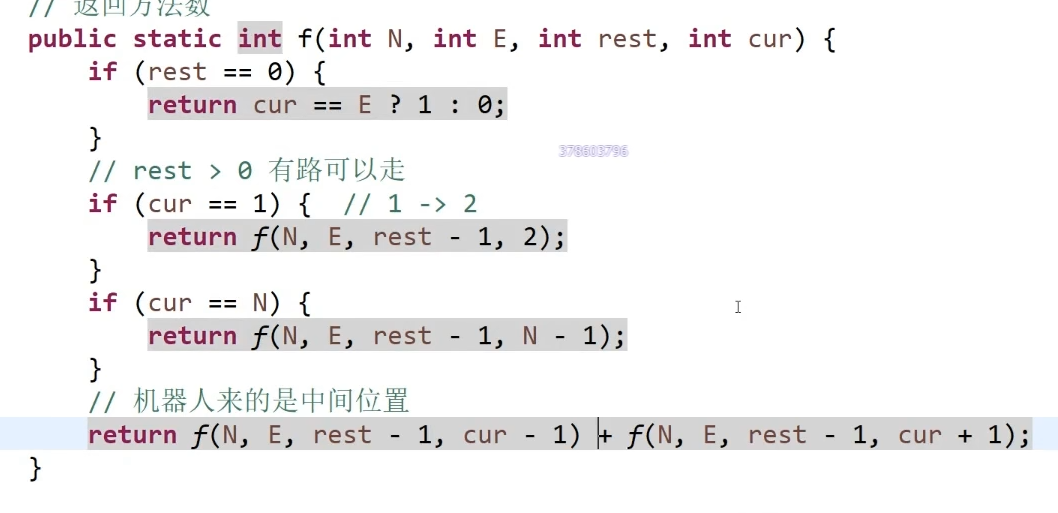 // 返回方法数
public static int f(int N, int E, int rest, int cur) {
if (rest == 0) {
return cur == E ? 1 : 0;
}
378603796
// rest > 0 有路可以走
if (cur == 1) { // 1 -> 2
return f(N, E, rest - 1, 2);
}
if (cur == N) {
return f(N, E, rest - 1, N - 1);
}
// 机器人来的是中间位置
return f(N, E, rest - 1, cur - 1) + f(N, E, rest - 1, cur + 1);
}